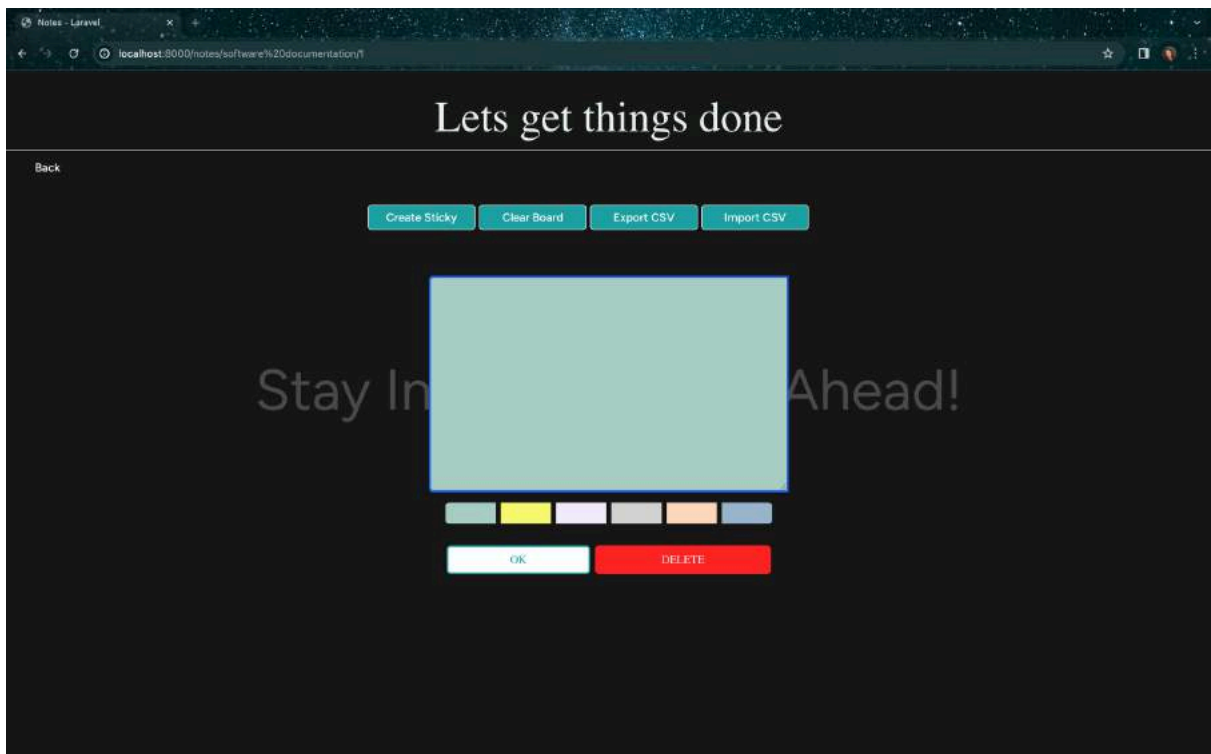 Notes - Laravel
localhost:8000/notes/software%20documentation/1
Lets get things done
Back
Create Sticky Clear Board Export CSV Import CSV
Stay In Ahead!
OK DELETE